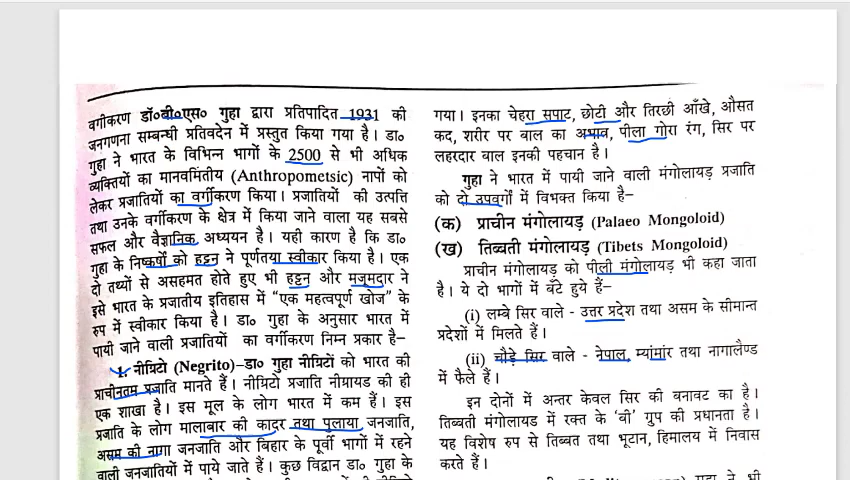 वर्गीकरण डॉ०बी०एस० गुहा द्वारा प्रतिपादित 1931 की
जनगणना सम्बन्धी प्रतिवदेन में प्रस्तुत किया गया है। डा०
गुहा ने भारत के विभिन्न भागों के 2500 से भी अधिक
व्यक्तियों का मानवमितीय (Anthropometsic) नापों को
लेकर प्रजातियों का वर्गीकरण किया। प्रजातियों की उत्पत्ति
तथा उनके वर्गीकरण के क्षेत्र में किया जाने वाला यह सबसे
सफल और वैज्ञानिक अध्ययन है। यही कारण है कि डा०
गुहा के निष्कर्षों को हट्टन ने पूर्णतया स्वीकार किया है। एक
दो तथ्यों से असहमत होते हुए भी हट्टन और मजूमदार ने
इसे भारत के प्रजातीय इतिहास में “एक महत्वपूर्ण खोज” के
रुप में स्वीकार किया है। डा० गुहा के अनुसार भारत में
पायी जाने वाली प्रजातियों का वर्गीकरण निम्न प्रकार है–
1. नीग्रिटो (Negrito)–डा० गुहा नीग्रिटों को भारत की
प्राचीनतम प्रजाति मानते हैं। नीग्रिटो प्रजाति नीग्रायड की ही
एक शाखा है। इस मूल के लोग भारत में कम हैं। इस
प्रजाति के लोग मालाबार की कादर तथा पुलाया जनजाति,
असम की नागा जनजाति और बिहार के पूर्वी भागों में रहने
वाली जनजातियों में पाये जाते हैं। कुछ विद्वान डा० गुहा के
गया। इनका चेहरा सपाट, छोटी और तिरछी आँखे, औसत
कद, शरीर पर बाल का अभाव, पीला गोरा रंग, सिर पर
लहरदार बाल इनकी पहचान है।
गुहा ने भारत में पायी जाने वाली मंगोलायड़ प्रजाति
को दो उपवर्गों में विभक्त किया है–
(क) प्राचीन मंगोलायड़ (Palaeo Mongoloid)
(ख) तिब्बती मंगोलायड़ (Tibets Mongoloid)
प्राचीन मंगोलायड़ को पीली मंगोलायड़ भी कहा जाता
है। ये दो भागों में बंटे हुये हैं–
(i) लम्बे सिर वाले - उत्तर प्रदेश तथा असम के सीमान्त
प्रदेशों में मिलते हैं।
(ii) चौड़े सिर वाले - नेपाल, म्यांमांर तथा नागालैण्ड
में फैले हैं।
इन दोनों में अन्तर केवल सिर की बनावट का है।
तिब्बती मंगोलायड में रक्त के ‘बी’ ग्रुप की प्रधानता है।
यह विशेष रुप से तिब्बत तथा भूटान, हिमालय में निवास
करते हैं।
गुहा ने भी